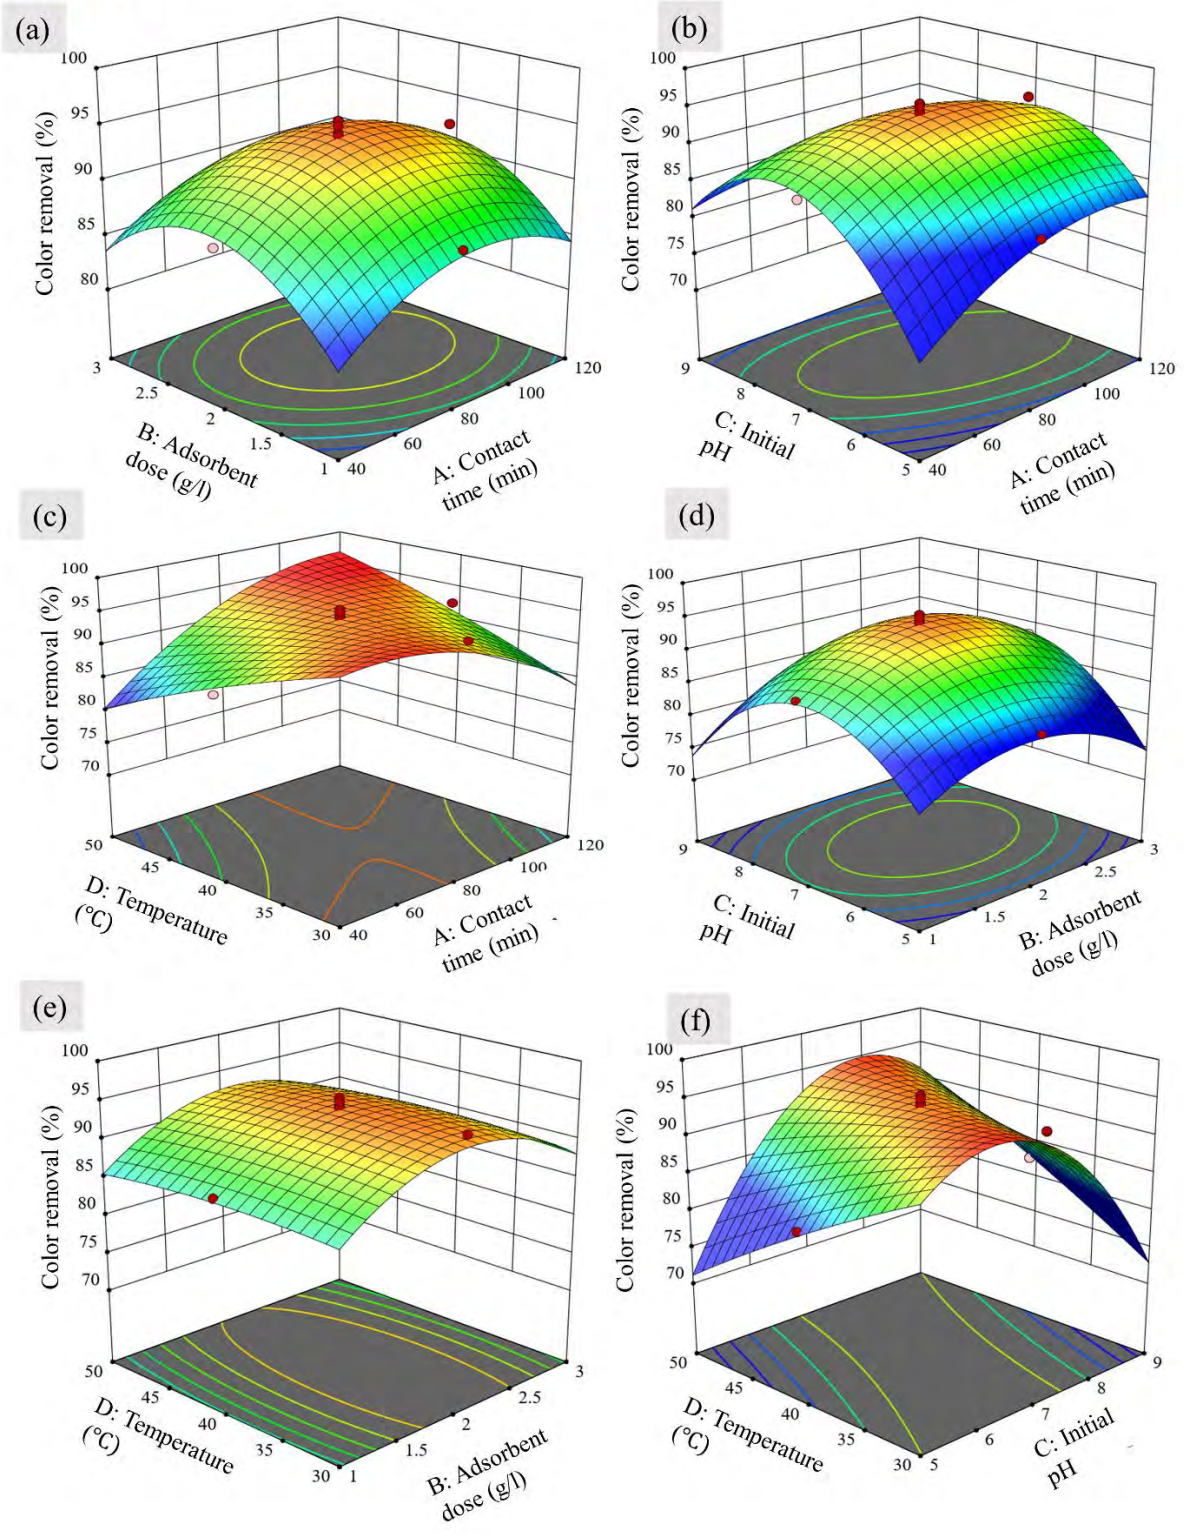 (a)
100
95
90
85
80
Color removal (%)
3
2.5
2
1.5
1
B: Adsorbent
dose (g/l)
40
60
80
100
120
A: Contact
time (min)
(b)
100
95
90
85
80
75
70
Color removal (%)
9
8
7
6
5
C: Initial
pH
40
60
80
100
120
A: Contact
time (min)
(c)
100
95
90
85
80
75
70
Color removal (%)
50
45
40
35
30
D: Temperature
(°C)
40
60
80
100
120
A: Contact
time (min)
(d)
100
95
90
85
80
75
70
Color removal (%)
9
8
7
6
5
C: Initial
pH
1
1.5
2
2.5
3
B: Adsorbent
dose (g/l)
(e)
100
95
90
85
80
75
70
Color removal (%)
50
45
40
35
30
D: Temperature
(°C)
1
1.5
2
2.5
3
B: Adsorbent
dose (g/l)
(f)
100
95
90
85
80
75
70
Color removal (%)
50
45
40
35
30
D: Temperature
(°C)
5
6
7
8
9
C: Initial
pH